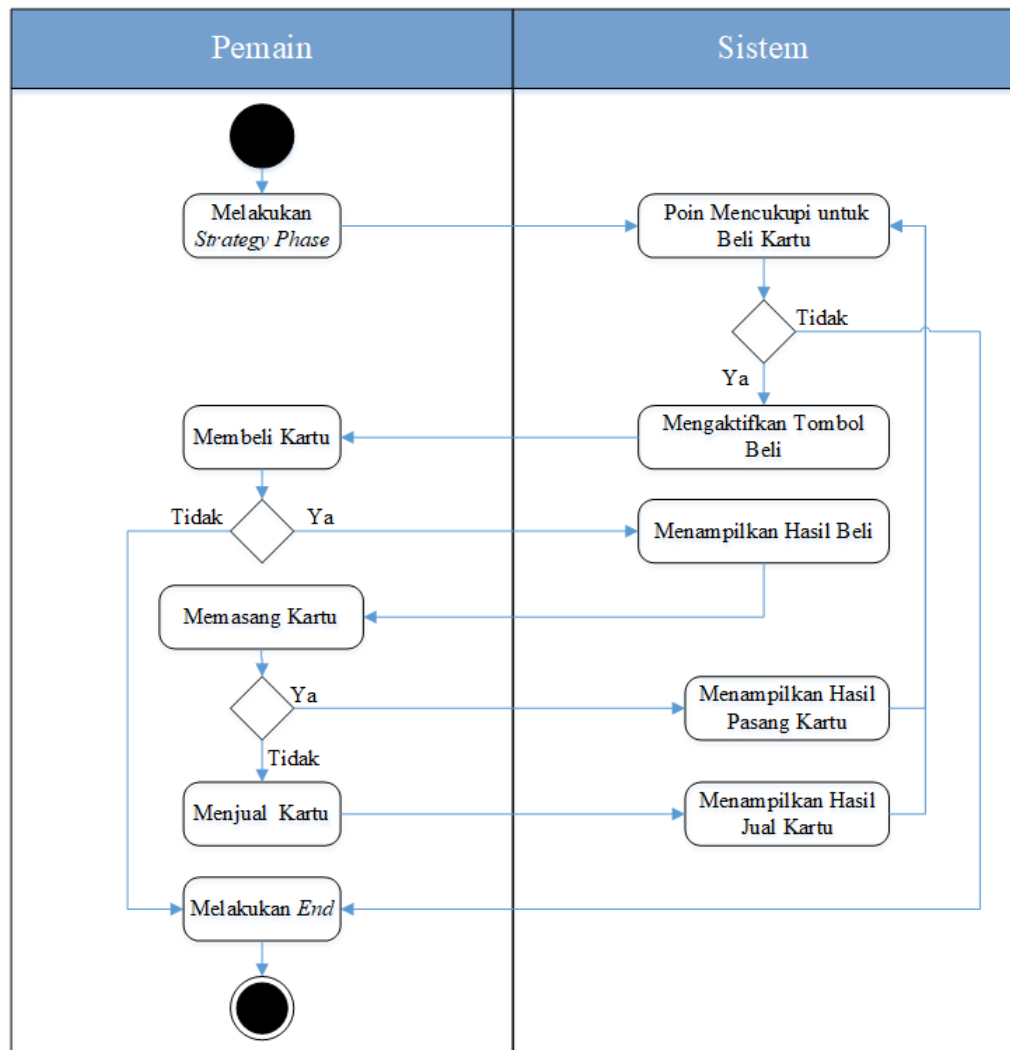 Pemain
Sistem
Melakukan
Strategy Phase
Poin Mencukupi untuk
Beli Kartu
Tidak
Ya
Mengaktifkan Tombol
Beli
Membeli Kartu
Tidak
Ya
Menampilkan Hasil Beli
Memasang Kartu
Ya
Menampilkan Hasil
Pasang Kartu
Tidak
Menjual Kartu
Menampilkan Hasil
Jual Kartu
Melakukan End